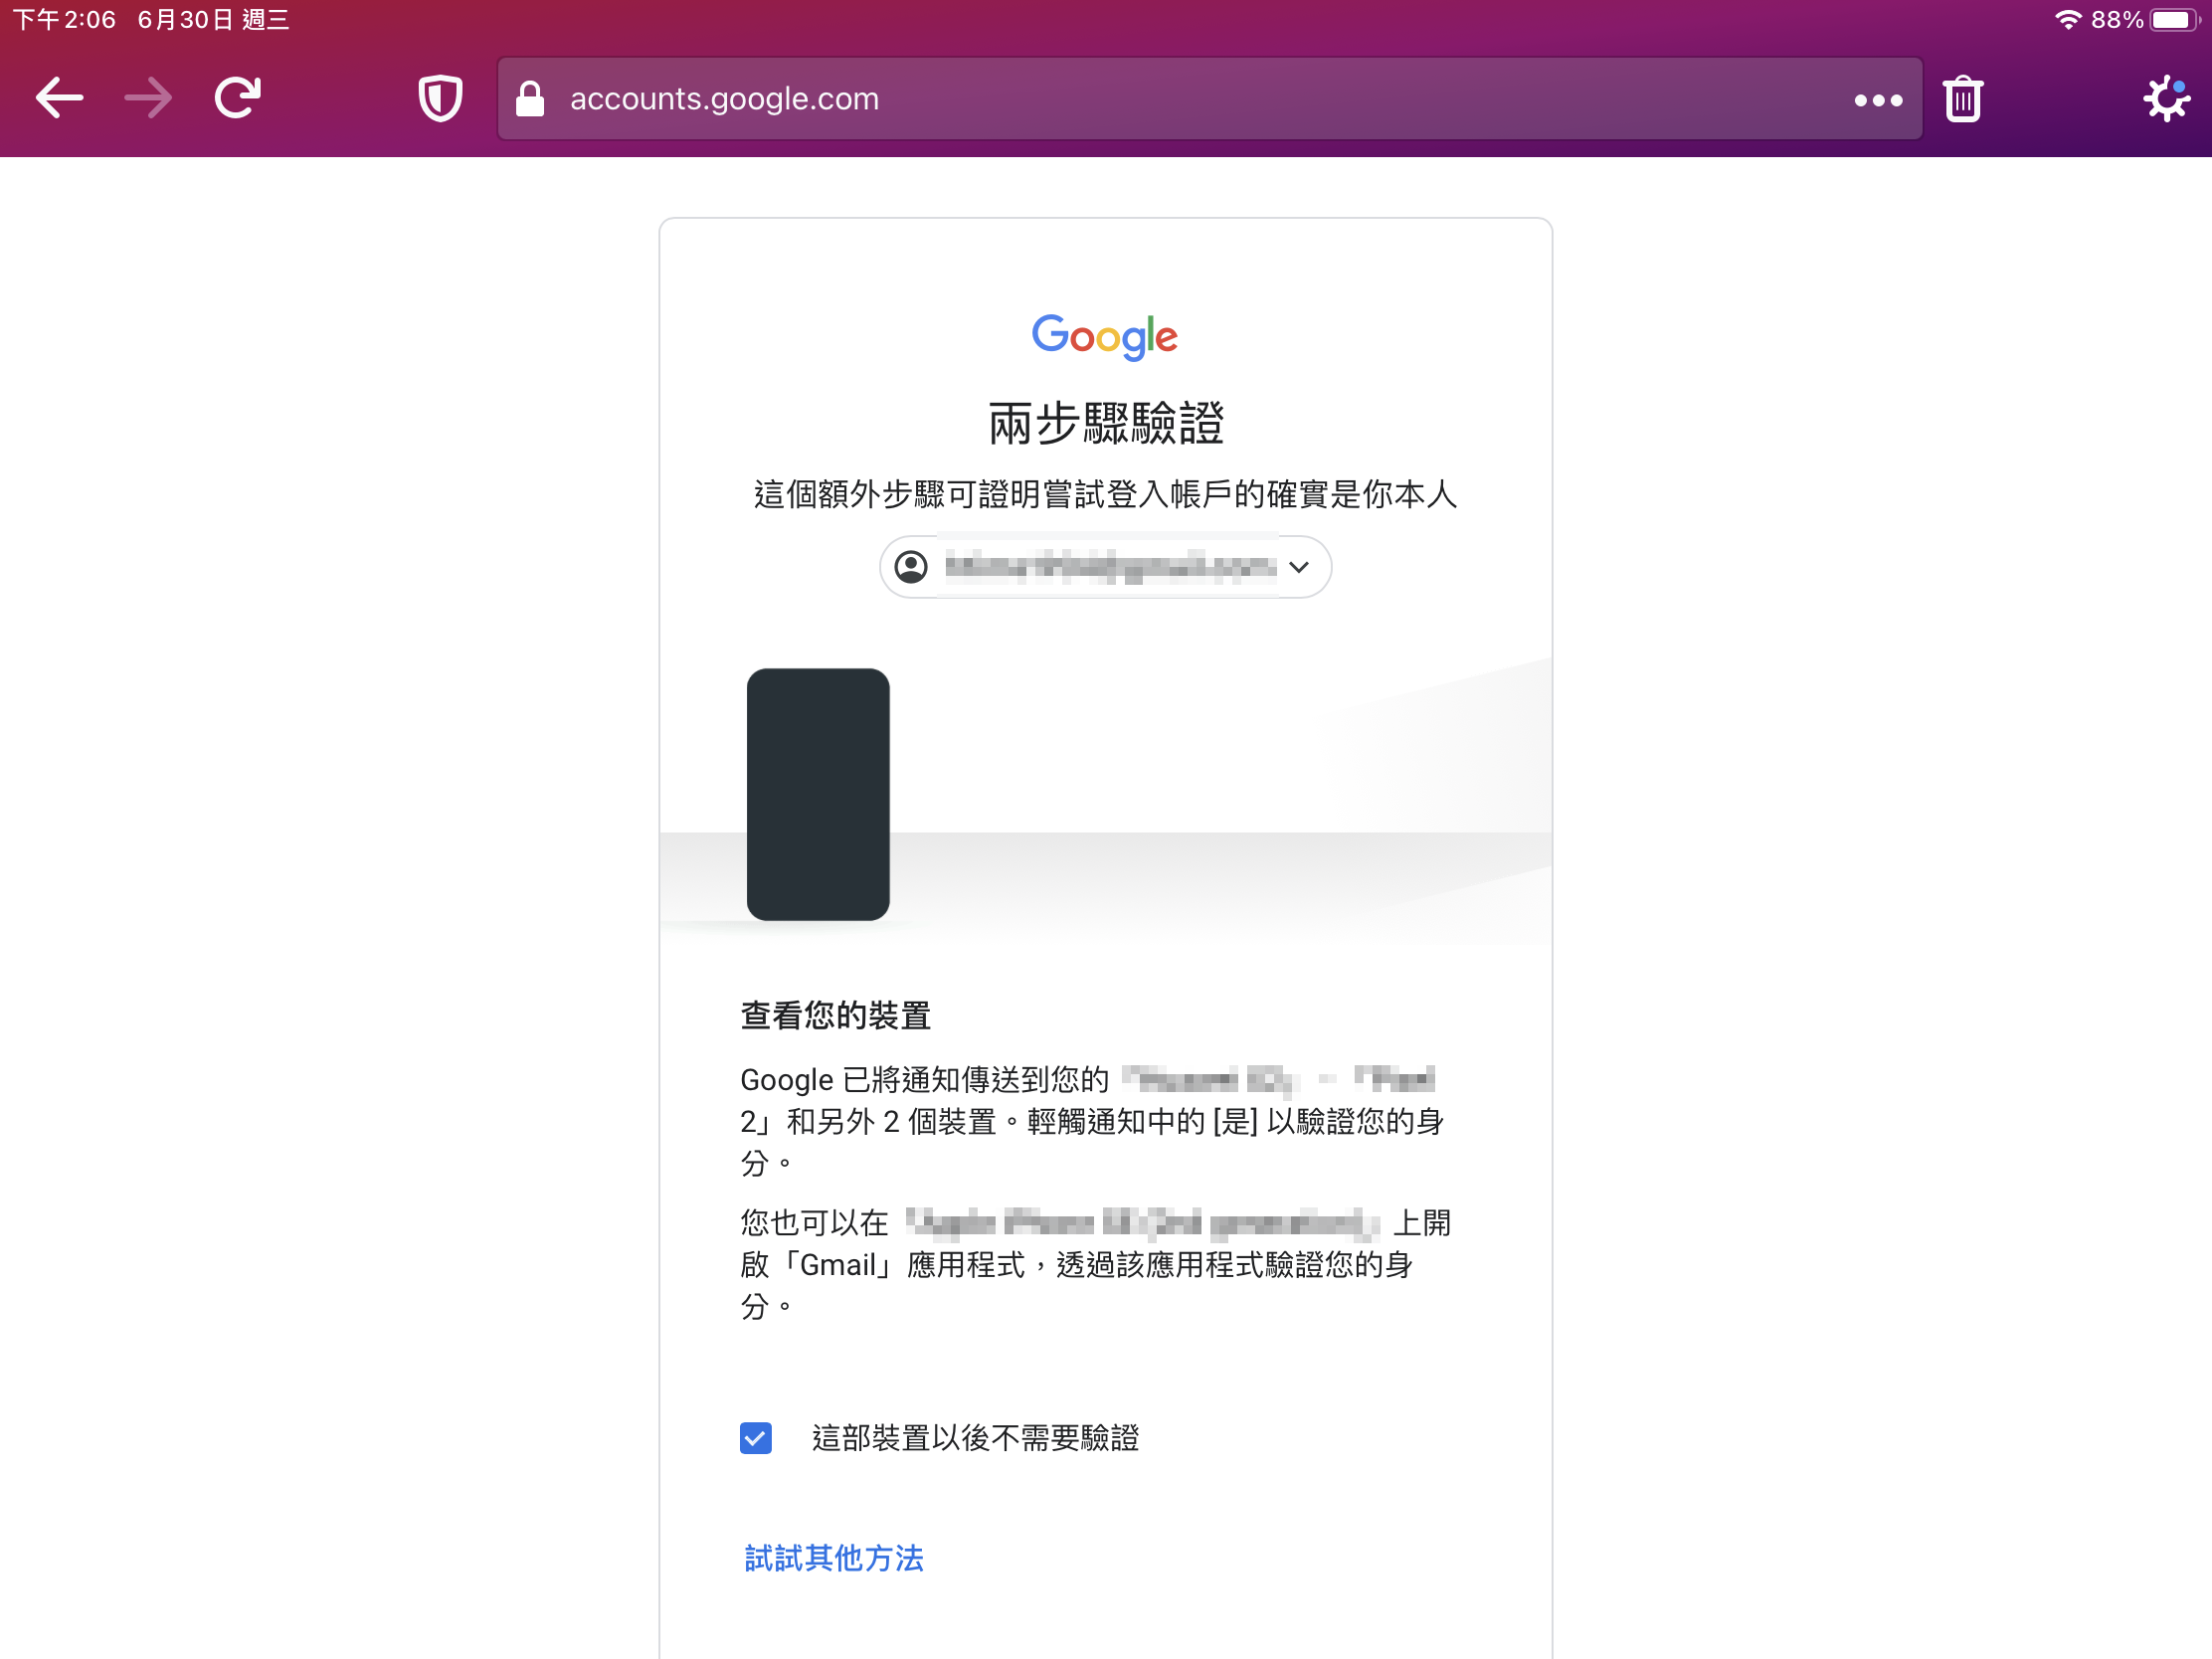 下午2:06 6月30日 週三
88%
accounts.google.com
Google
兩步驟驗證
這個額外步驟可證明嘗試登入帳戶的確實是你本人
查看您的裝置
Google 已將通知傳送到您的
2」和另外 2 個裝置。輕觸通知中的 [是] 以驗證您的身
分。
您也可以在 上開
啟「Gmail」應用程式，透過該應用程式驗證您的身
分。
這部裝置以後不需要驗證
試試其他方法